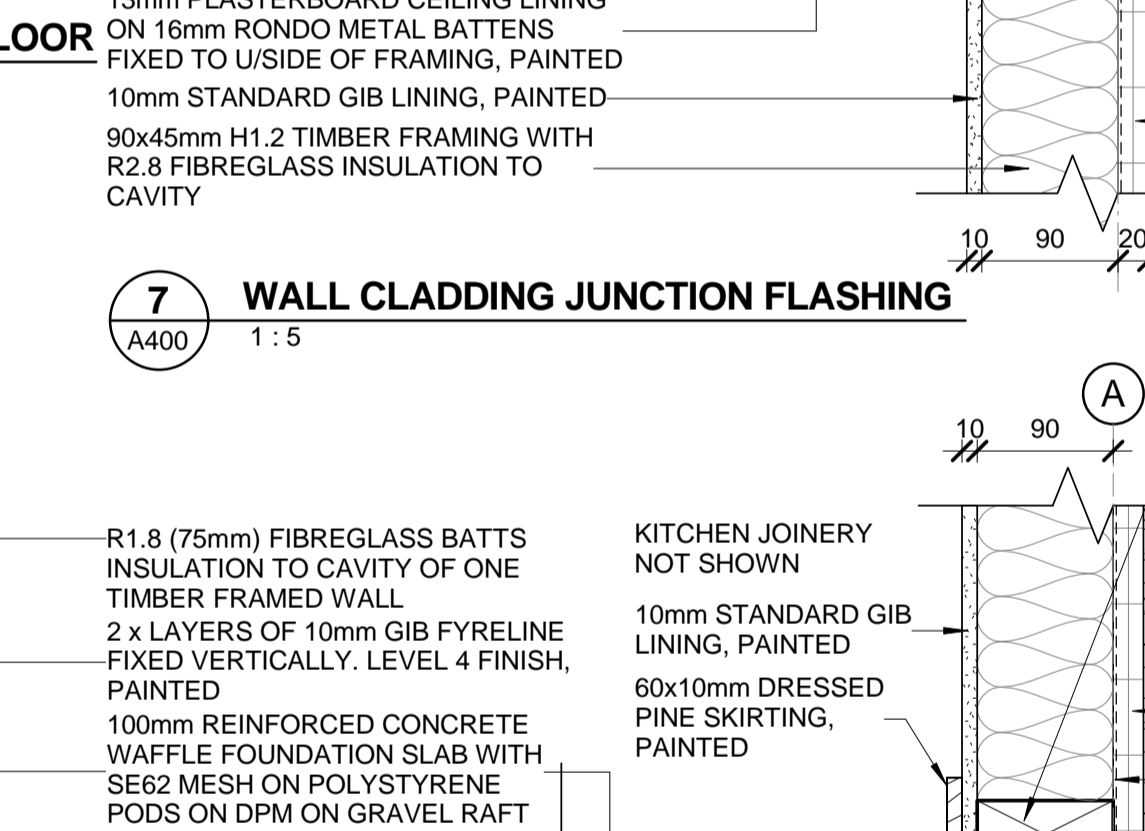 13mm PLASTERBOARD CEILING LINING
ON 16mm RONDO METAL BATTENS
FIXED TO U/SIDE OF FRAMING, PAINTED
10mm STANDARD GIB LINING, PAINTED
90x45mm H1.2 TIMBER FRAMING WITH
R2.8 FIBREGLASS INSULATION TO
CAVITY
10 90 20
7 WALL CLADDING JUNCTION FLASHING
A400 1 : 5
A
10 90
R1.8 (75mm) FIBREGLASS BATTS
INSULATION TO CAVITY OF ONE
TIMBER FRAMED WALL
2 x LAYERS OF 10mm GIB FYRELINE
FIXED VERTICALLY. LEVEL 4 FINISH,
PAINTED
100mm REINFORCED CONCRETE
WAFFLE FOUNDATION SLAB WITH
SE62 MESH ON POLYSTYRENE
PODS ON DPM ON GRAVEL RAFT
KITCHEN JOINERY
NOT SHOWN
10mm STANDARD GIB
LINING, PAINTED
60x10mm DRESSED
PINE SKIRTING,
PAINTED